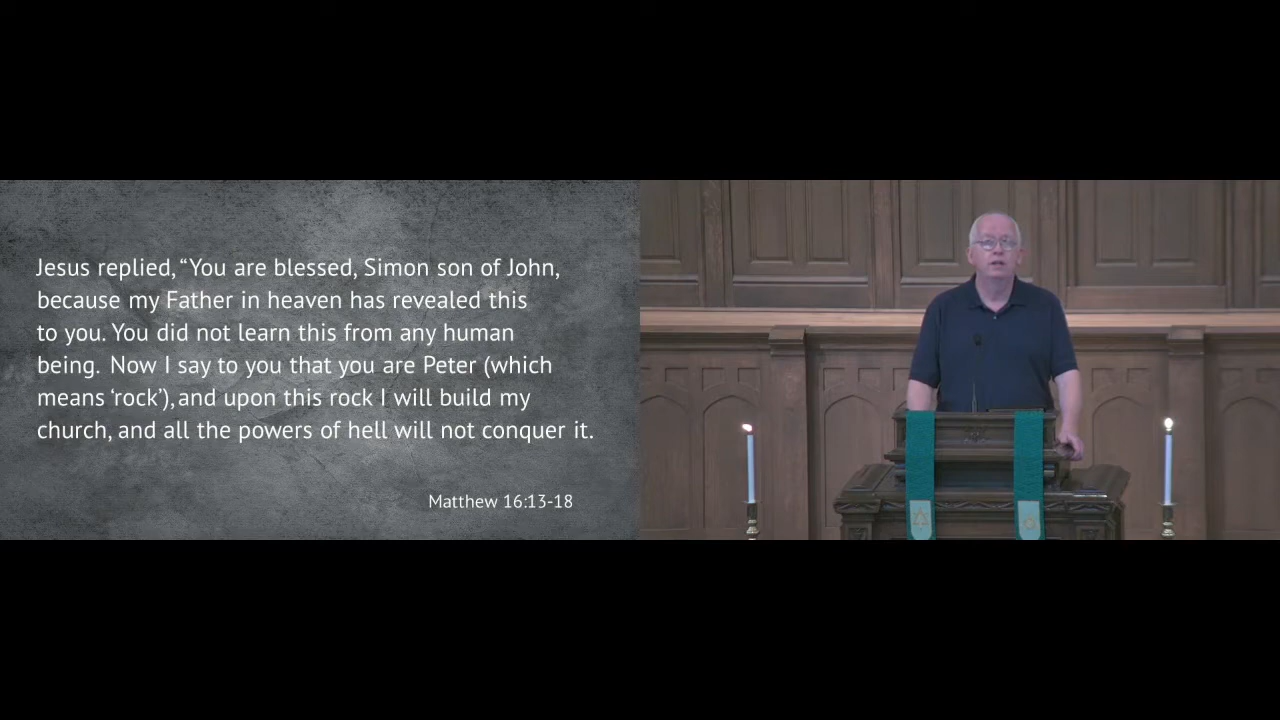 Jesus replied, “You are blessed, Simon son of John,
because my Father in heaven has revealed this
to you. You did not learn this from any human
being. Now I say to you that you are Peter (which
means ‘rock’), and upon this rock I will build my
church, and all the powers of hell will not conquer it.
Matthew 16:13-18